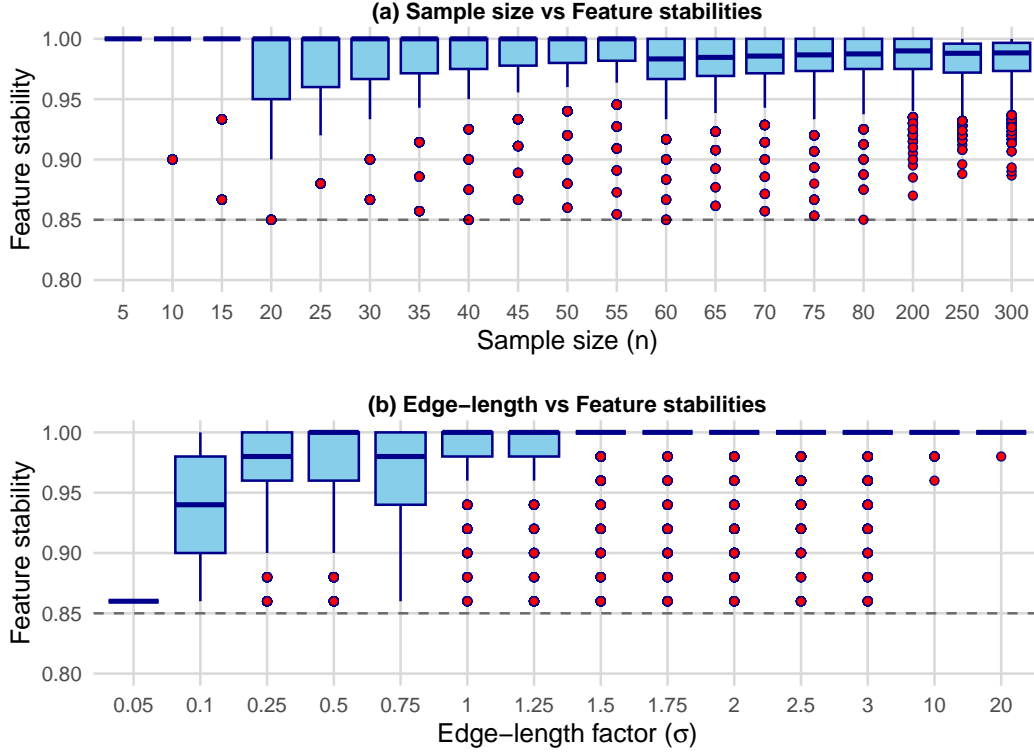 (a) Sample size vs Feature stabilities
Feature stability
1.00
0.95
0.90
0.85
0.80
5 10 15 20 25 30 35 40 45 50 55 60 65 70 75 80 200 250 300
Sample size (n)
(b) Edge−length vs Feature stabilities
Feature stability
1.00
0.95
0.90
0.85
0.80
0.05 0.1 0.25 0.5 0.75 1 1.25 1.5 1.75 2 2.5 3 10 20
Edge−length factor (σ)